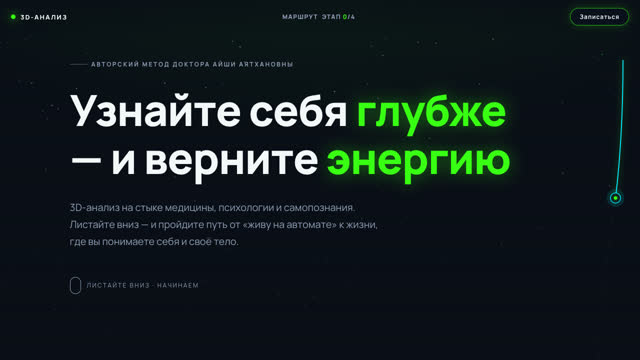 3D-АНАЛИЗ
МАРШРУТ ЭТАП 0/4
Записаться
АВТОРСКИЙ МЕТОД ДОКТОРА АЙШИ АЯТХАНОВНЫ
Узнайте себя глубже
— и верните энергию
3D-анализ на стыке медицины, психологии и самопознания.
Листайте вниз — и пройдите путь от «живу на автомате» к жизни,
где вы понимаете себя и своё тело.
ЛИСТАЙТЕ ВНИЗ · НАЧИНАЕМ